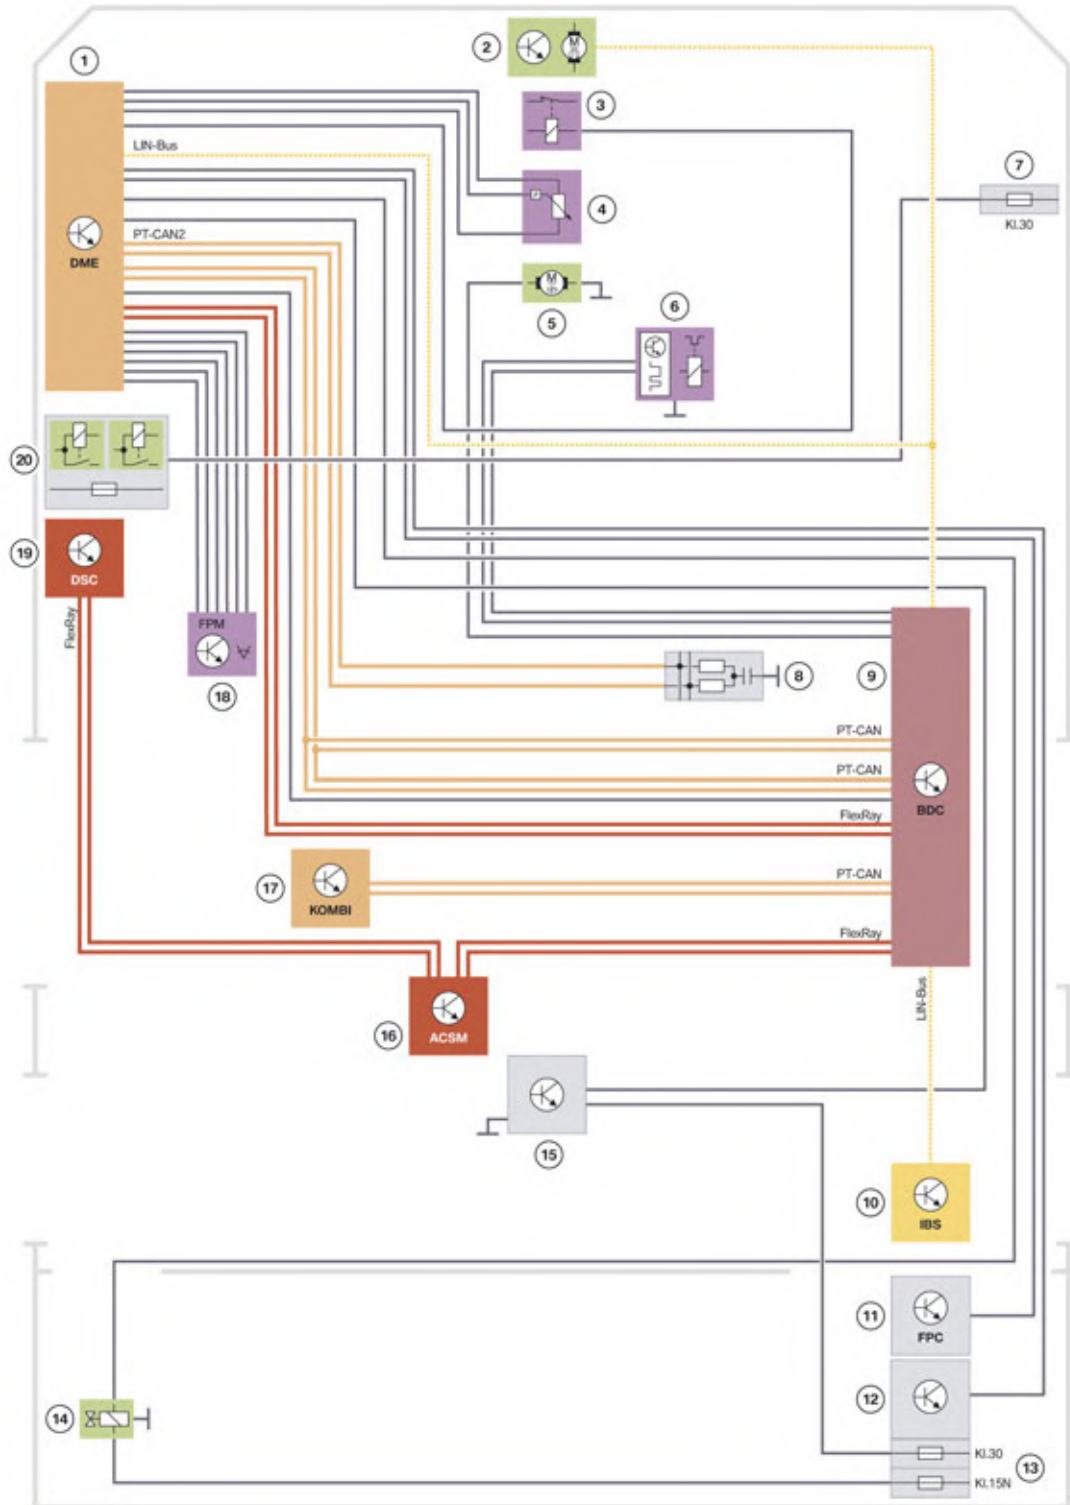 1
2
M
3
LIN-Bus
7
4
Kl.30
PT-CAN2
DME
M
5
6
20
19
DSC
FlexRay
FPM
18
8
9
PT-CAN
PT-CAN
BDC
FlexRay
17
KOMBI
PT-CAN
FlexRay
LIN-Bus
16
ACSM
15
10
IBS
11
FPC
12
14
Kl.30
13
Kl.15N